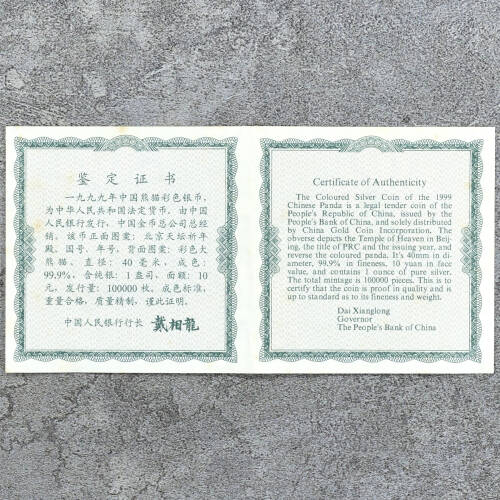 鉴定证书
一九九九年中国熊猫彩色银币,
为中华人民共和国法定货币。由中国
人民银行发行,中国金币总公司总经
销。该币正面图案:北京天坛祈年
殿、国号、年号,背面图案:彩色大
熊猫。直径:40毫米,成色:
99.9%,含纯银:1盎司,面额:10
元。发行量:100000枚。成色标准,
重量合格,质量精制,谨此证明。
中国人民银行行长 戴相龍
Certificate of Authenticity
The Coloured Silver Coin of the 1999
Chinese Panda is a legal tender coin of the
People's Republic of China, issued by the
People's Bank of China, and solely distributed
by China Gold Coin Incorporation. The
obverse depicts the Temple of Heaven in Beij-
ing, the title of PRC and the issuing year, and
reverse the coloured panda. It's 40mm in di-
ameter, 99.9% in fineness, 10 yuan in face
value, and contains 1 ounce of pure silver.
The total mintage is 100000 pieces. This is to
certify that the coin is proof in quality and is
up to standard as to its fineness and weight.
Dai Xianglong
Governor
The People's Bank of China